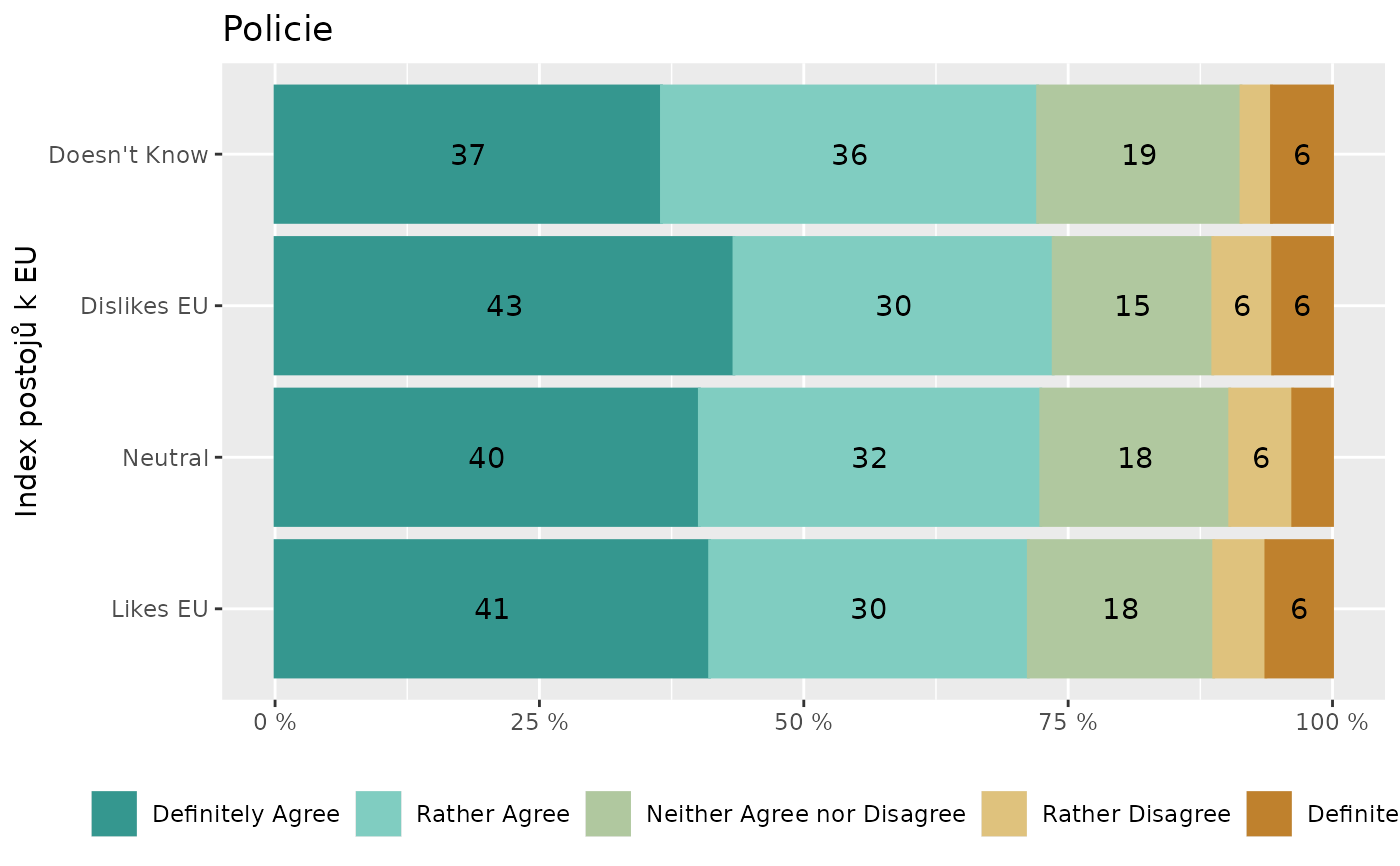 Policie
Index postojů k EU
Doesn't Know 37 36 19 6
Dislikes EU 43 30 15 6 6
Neutral 40 32 18 6
Likes EU 41 30 18 6
0 % 25 % 50 % 75 % 100 %
Definitely Agree Rather Agree Neither Agree nor Disagree Rather Disagree Definite